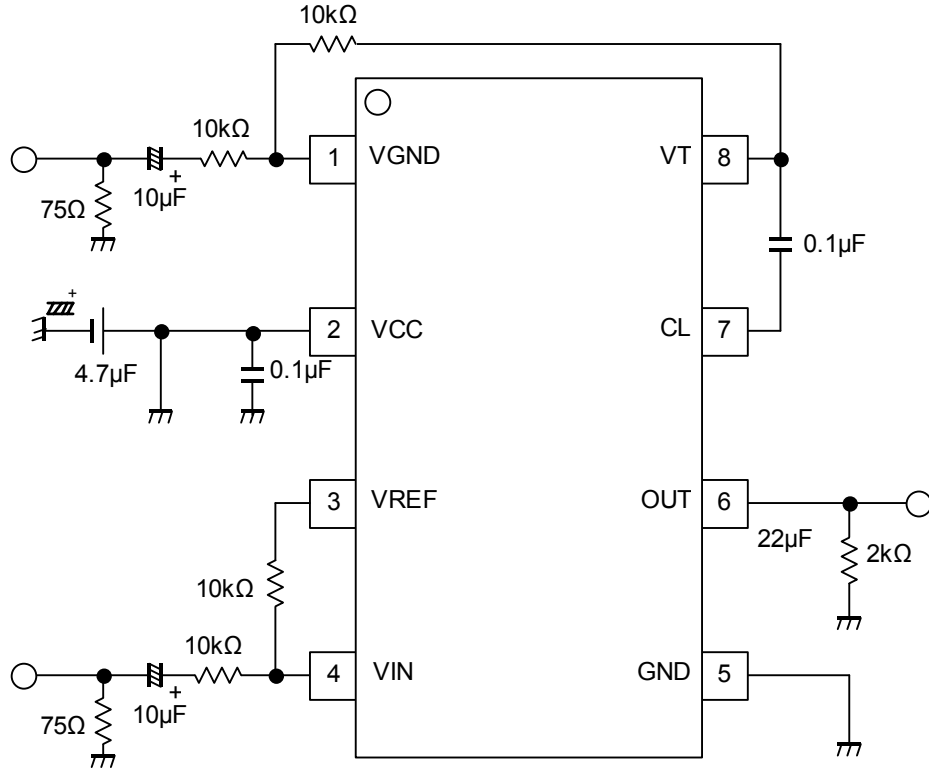 10kΩ
10kΩ
1 VGND
VT 8
+
10μF
75Ω
0.1μF
+
2 VCC
CL 7
4.7μF
0.1μF
3 VREF
OUT 6
22μF
2kΩ
10kΩ
10kΩ
4 VIN
GND 5
+
10μF
75Ω